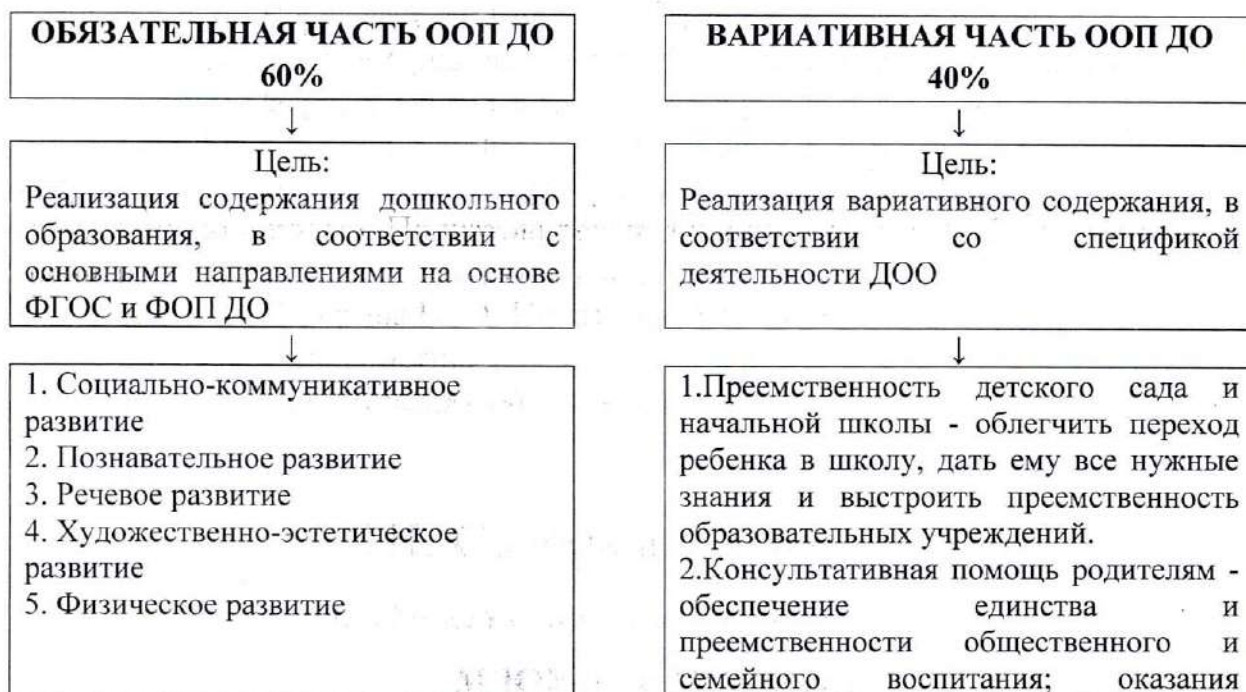 ОБЯЗАТЕЛЬНАЯ ЧАСТЬ ООП ДО
60%
↓
Цель:
Реализация содержания дошкольного
образования, в соответствии с
основными направлениями на основе
ФГОС и ФОП ДО
↓
1. Социально-коммуникативное
развитие
2. Познавательное развитие
3. Речевое развитие
4. Художественно-эстетическое
развитие
5. Физическое развитие
ВАРИАТИВНАЯ ЧАСТЬ ООП ДО
40%
↓
Цель:
Реализация вариативного содержания, в
соответствии со спецификой
деятельности ДОО
↓
1.Преемственность детского сада и
начальной школы - облегчить переход
ребенка в школу, дать ему все нужные
знания и выстроить преемственность
образовательных учреждений.
2.Консультативная помощь родителям -
обеспечение единства и
преемственности общественного и
семейного воспитания; оказания